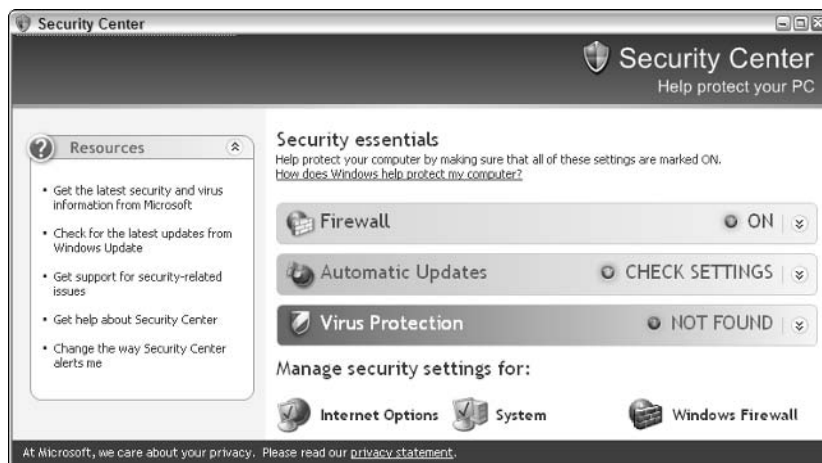 Security Center
Security Center
Help protect your PC
Resources
• Get the latest security and virus
information from Microsoft
• Check for the latest updates from
Windows Update
• Get support for security-related
issues
• Get help about Security Center
• Change the way Security Center
alerts me
Security essentials
Help protect your computer by making sure that all of these settings are marked ON.
How does Windows help protect my computer?
Firewall ON
Automatic Updates CHECK SETTINGS
Virus Protection NOT FOUND
Manage security settings for:
Internet Options System Windows Firewall
At Microsoft, we care about your privacy. Please read our privacy statement.